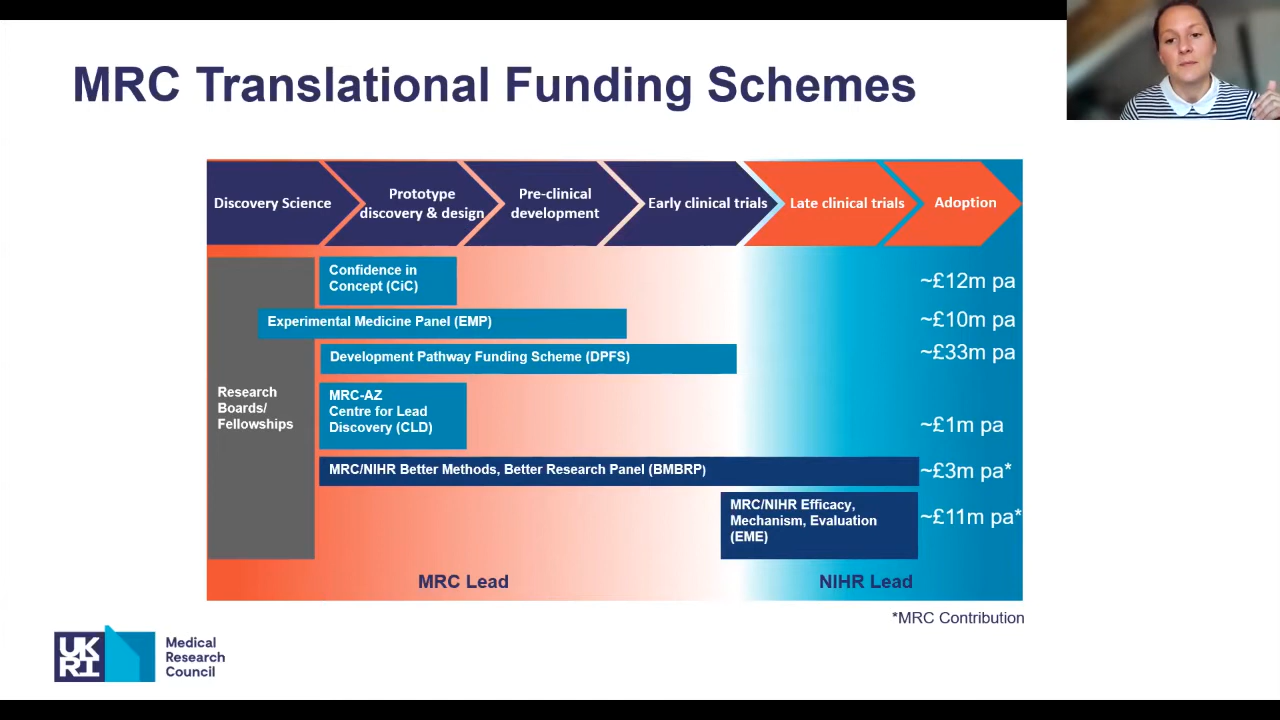 MRC Translational Funding Schemes
Discovery Science
Prototype
discovery & design
Pre-clinical
development
Early clinical trials
Late clinical trials
Adoption
Confidence in
Concept (CiC)
~£12m pa
Experimental Medicine Panel (EMP)
~£10m pa
Development Pathway Funding Scheme (DPFS)
~£33m pa
Research
Boards/
Fellowships
MRC-AZ
Centre for Lead
Discovery (CLD)
~£1m pa
MRC/NIHR Better Methods, Better Research Panel (BMBRP)
~£3m pa*
MRC/NIHR Efficacy,
Mechanism, Evaluation
(EME)
~£11m pa*
MRC Lead
NIHR Lead
*MRC Contribution
UK
RI
Medical
Research
Council